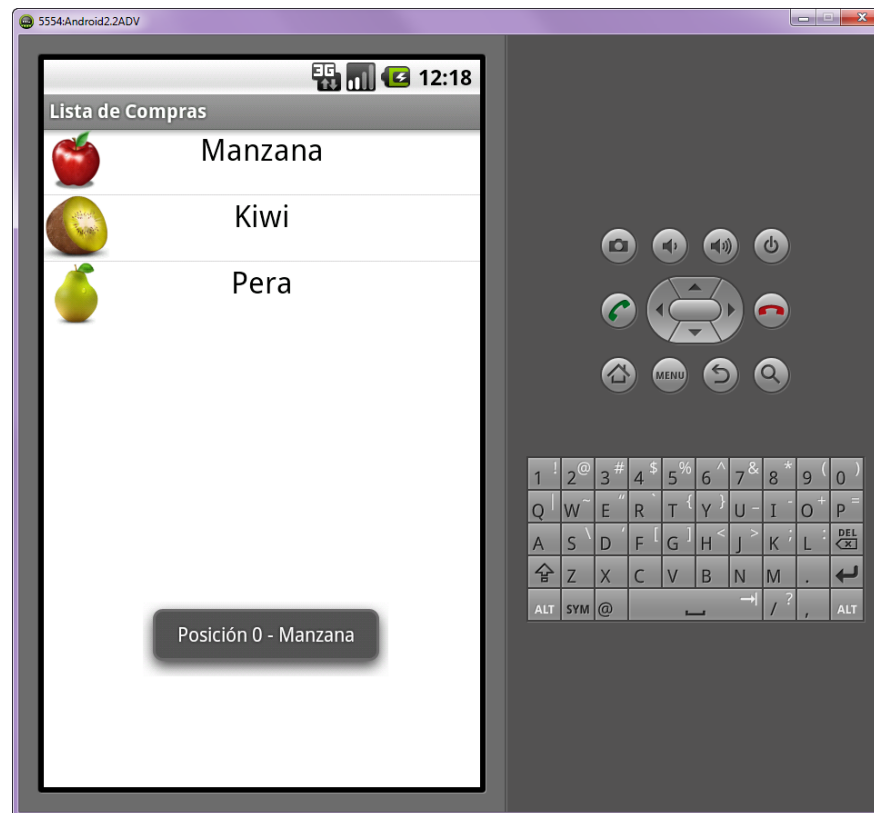 5554:Android2.2ADV
3G 12:18
Lista de Compras
Manzana
Kiwi
Pera
Posición 0 - Manzana
MENU
1 ! 2 @ 3 # 4 $ 5 % 6 ^ 7 & 8 * 9 ( 0 )
Q | W ~ E " R ` T { Y } U _ I - O + P =
A S \ D ' F [ G ] H < J > K ; L : DEL
Z X C V B N M .
ALT SYM @ / ? , ALT